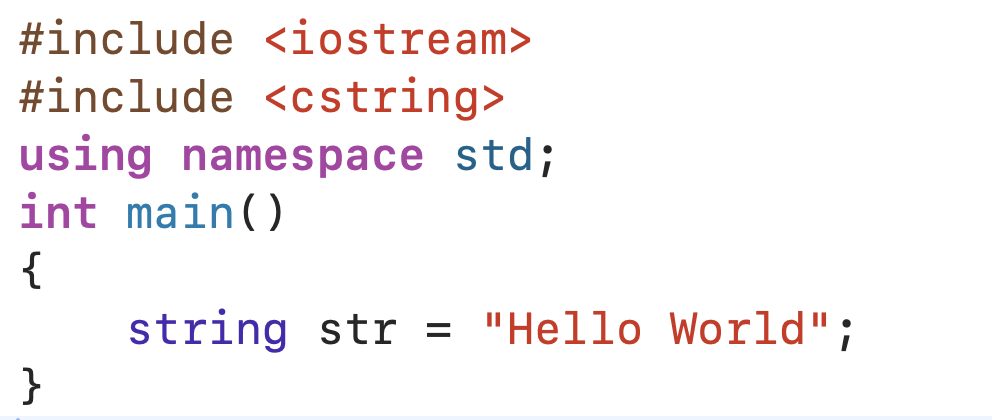 #include <iostream>
#include <cstring>
using namespace std;
int main()
{
    string str = "Hello World";
}